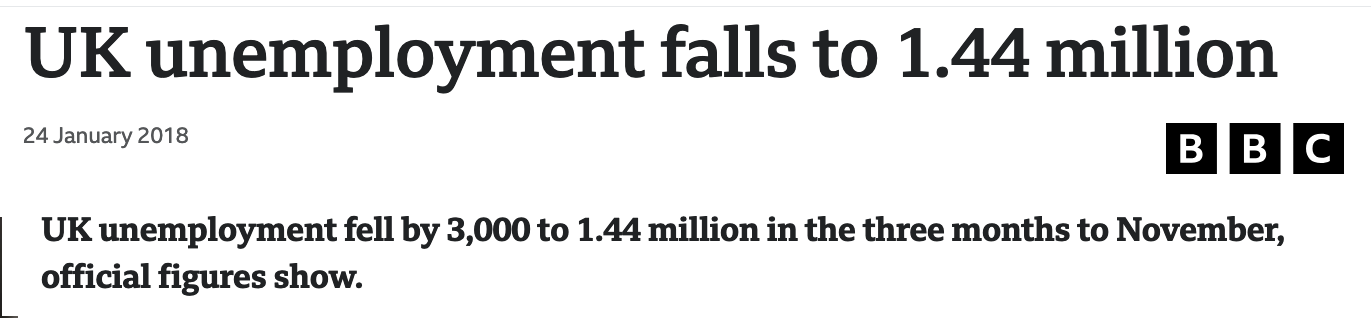 UK unemployment falls to 1.44 million
24 January 2018
BBC
UK unemployment fell by 3,000 to 1.44 million in the three months to November,
official figures show.